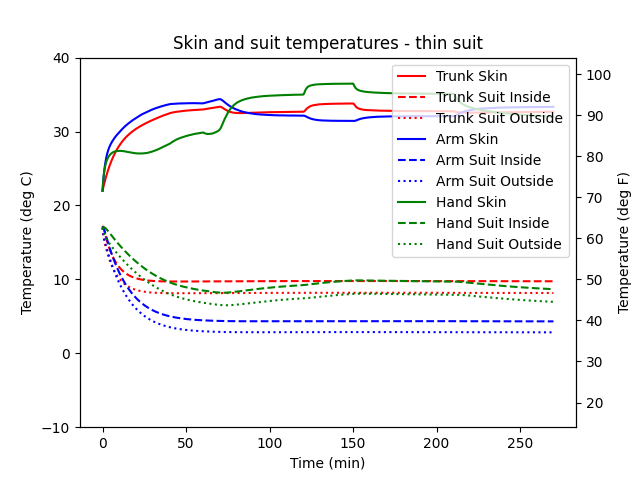 Skin and suit temperatures - thin suit
Temperature (deg C)
40
30
20
10
0
−10
Trunk Skin
Trunk Suit Inside
Trunk Suit Outside
Arm Skin
Arm Suit Inside
Arm Suit Outside
Hand Skin
Hand Suit Inside
Hand Suit Outside
100
90
80
70
60
50
40
30
20
Temperature (deg F)
0 50 100 150 200 250
Time (min)